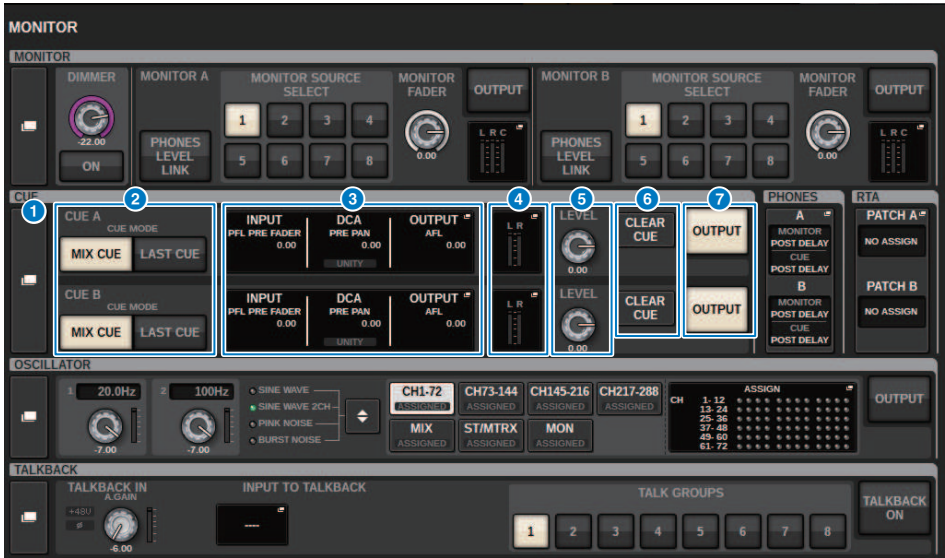 MONITOR
MONITOR
DIMMER
-22.00
ON
MONITOR A
PHONES
LEVEL
LINK
MONITOR SOURCE
SELECT
1 2 3 4
5 6 7 8
MONITOR
FADER
0.00
OUTPUT
L R C
MONITOR B
PHONES
LEVEL
LINK
MONITOR SOURCE
SELECT
1 2 3 4
5 6 7 8
MONITOR
FADER
0.00
OUTPUT
L R C
CUE
1 2 3 4 5 6 7
CUE A
CUE MODE
MIX CUE LAST CUE
INPUT
PFL PRE FADER
0.00
DCA
PRE PAN
UNITY
OUTPUT
AFL
0.00
L R
LEVEL
0.00
CLEAR
CUE
OUTPUT
CUE B
CUE MODE
MIX CUE LAST CUE
INPUT
PFL PRE FADER
0.00
DCA
PRE PAN
UNITY
OUTPUT
AFL
0.00
L R
LEVEL
0.00
CLEAR
CUE
OUTPUT
PHONES
A
MONITOR
POST DELAY
CUE
POST DELAY
B
MONITOR
POST DELAY
CUE
POST DELAY
RTA
PATCH A
NO ASSIGN
PATCH B
NO ASSIGN
OSCILLATOR
1 20.0Hz
-7.00
2 100Hz
-7.00
SINE WAVE
SINE WAVE 2CH
PINK NOISE
BURST NOISE
CH1-72
ASSIGNED
CH73-144
ASSIGNED
CH145-216
ASSIGNED
CH217-288
ASSIGNED
MIX
ASSIGNED
ST/MTRX
ASSIGNED
MON
ASSIGNED
ASSIGN
CH 1- 12
13- 24
25- 36
37- 48
49- 60
61- 72
OUTPUT
TALKBACK
TALKBACK IN
A.GAIN
+48V
ø
-6.00
INPUT TO TALKBACK
----
TALK GROUPS
1 2 3 4 5 6 7 8
TALKBACK
ON